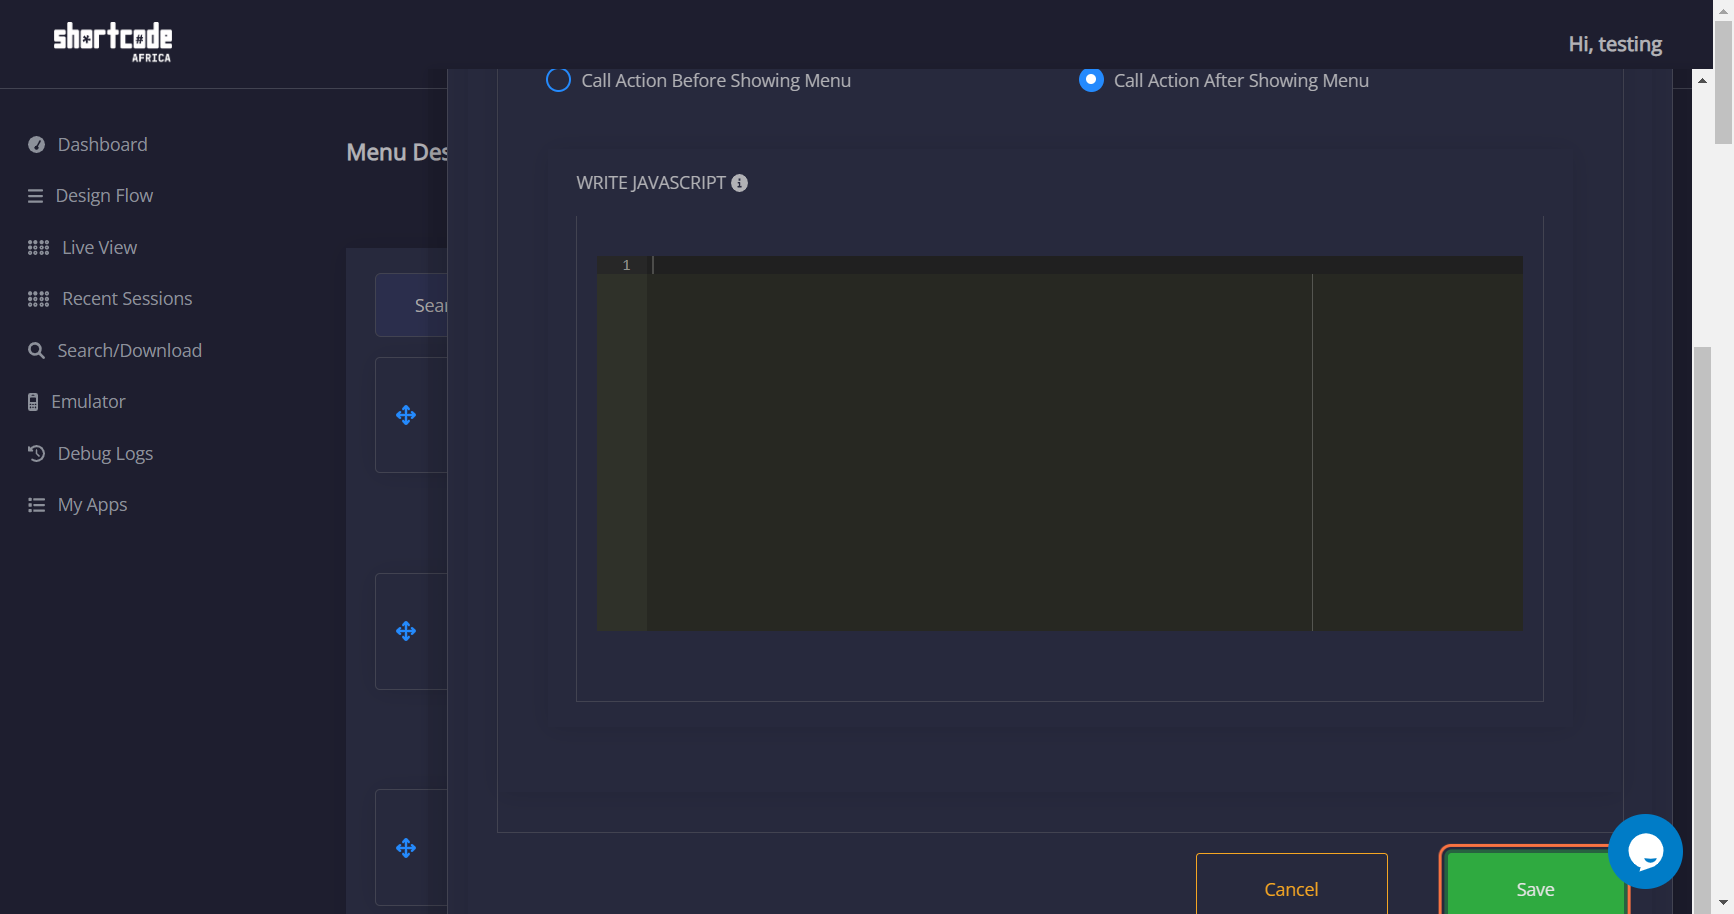 shortcode
AFRICA
Hi, testing
Call Action Before Showing Menu
Call Action After Showing Menu
Dashboard
Menu Des
WRITE JAVASCRIPT
Design Flow
Live View
1
Recent Sessions
Sear
Search/Download
Emulator
Debug Logs
My Apps
Cancel
Save